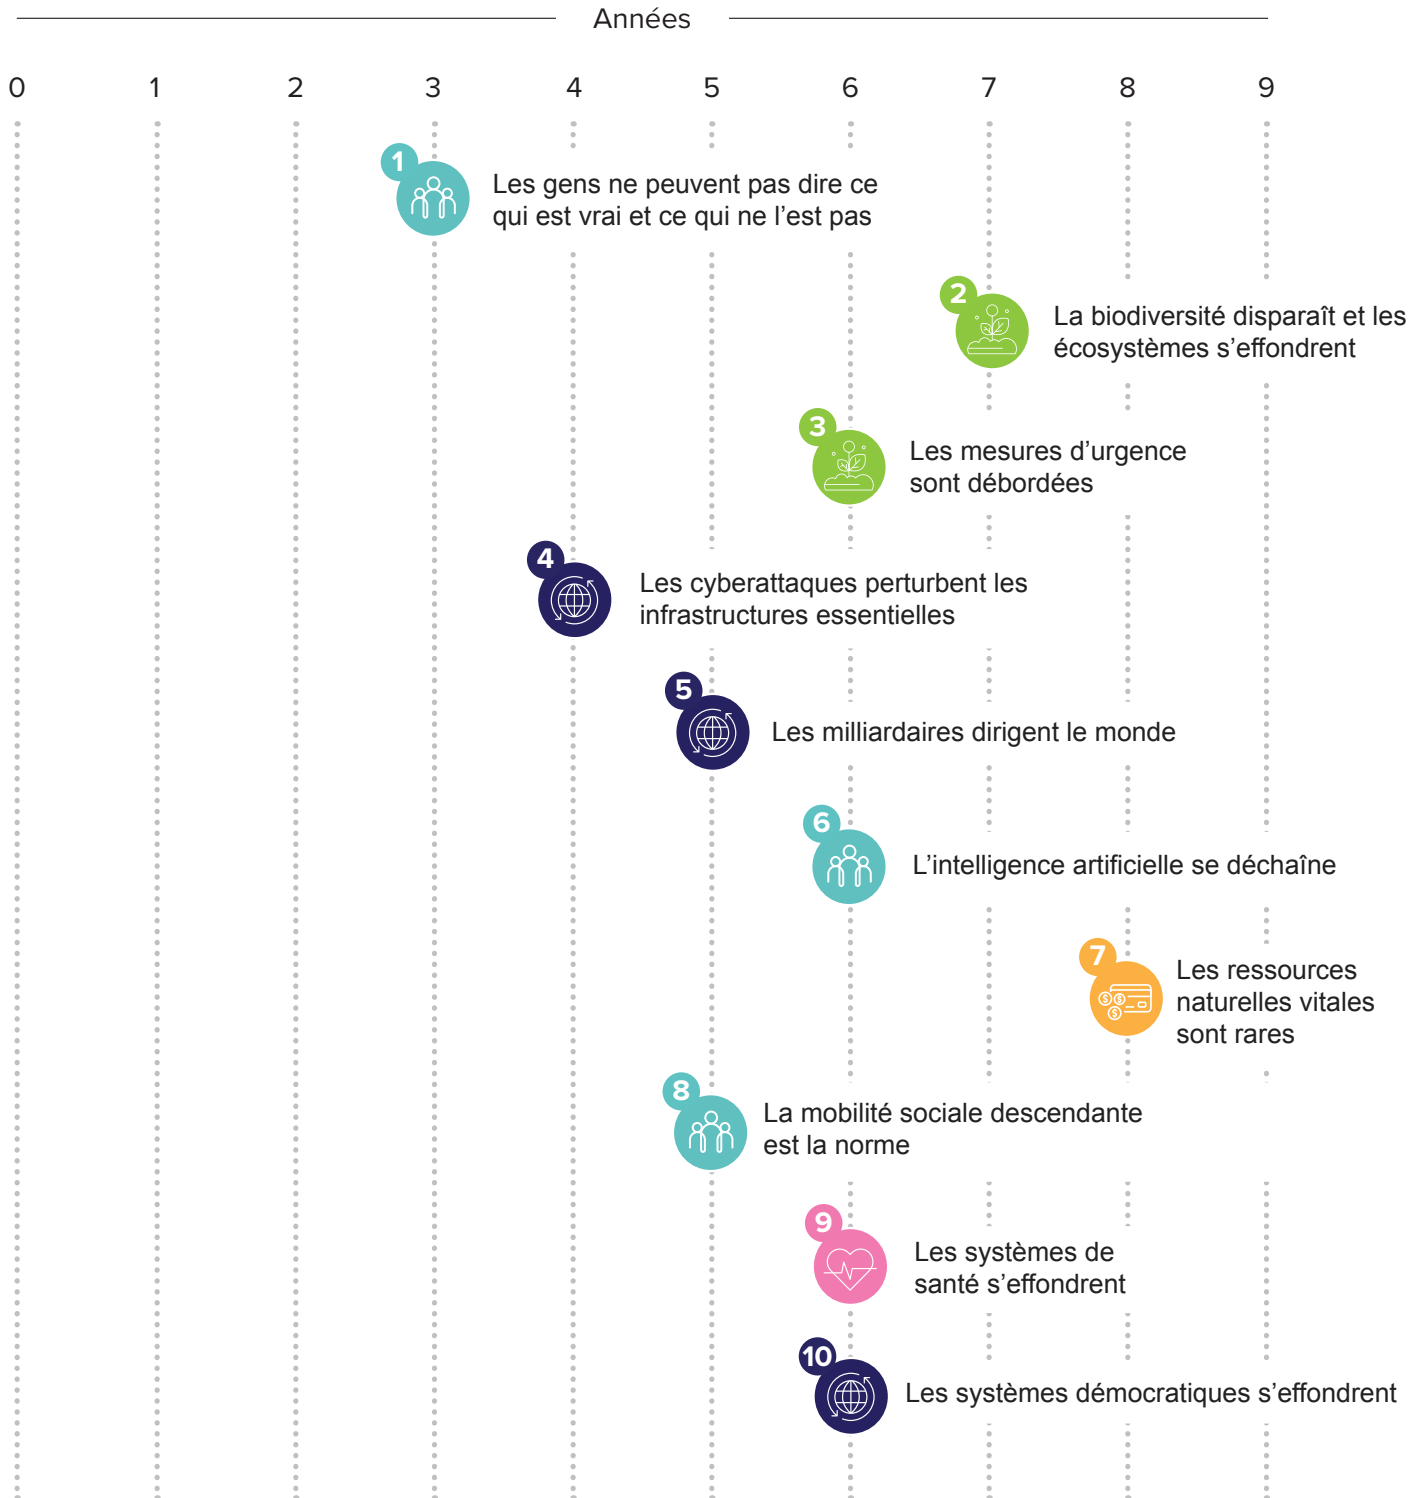 Années
0 1 2 3 4 5 6 7 8 9
1
Les gens ne peuvent pas dire ce
qui est vrai et ce qui ne l’est pas
2
La biodiversité disparaît et les
écosystèmes s’effondrent
3
Les mesures d’urgence
sont débordées
4
Les cyberattaques perturbent les
infrastructures essentielles
5
Les milliardaires dirigent le monde
6
L’intelligence artificielle se déchaîne
7
Les ressources
naturelles vitales
sont rares
8
La mobilité sociale descendante
est la norme
9
Les systèmes de
santé s’effondrent
10
Les systèmes démocratiques s’effondrent